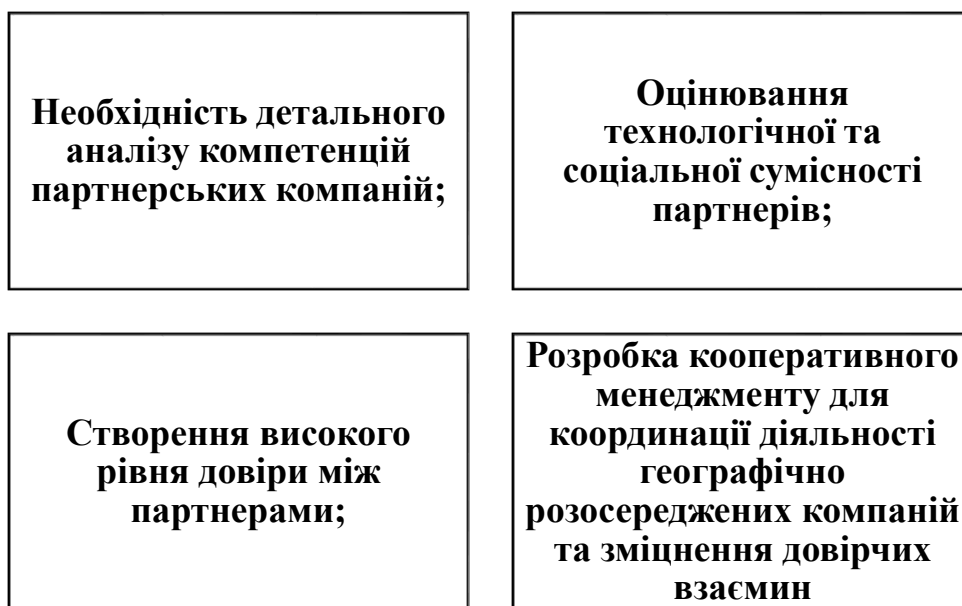 Необхідність детального
аналізу компетенцій
партнерських компаній;
Оцінювання
технологічної та
соціальної сумісності
партнерів;
Створення високого
рівня довіри між
партнерами;
Розробка кооперативного
менеджменту для
координації діяльності
географічно
розосереджених компаній
та зміцнення довірчих
взаємин